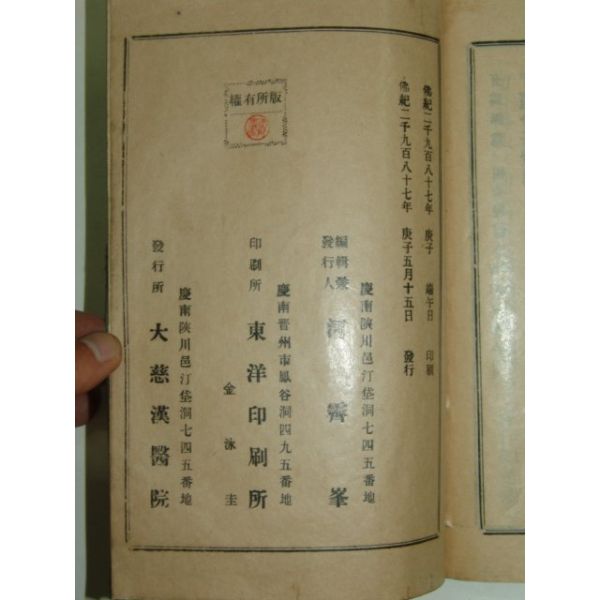 佛紀二千九百八十七年 庚子 端午日 印刷
佛紀二千九百八十七年 庚子五月十五日 發行
版所有權
慶南陜川邑汀垈洞七四五番地
編輯兼
發行人 河 霽峯
慶南晋州市鳳谷洞四九五番地
印刷所 東洋印刷所
金泳圭
慶南陜川邑汀垈洞七四五番地
發行所 大慈漢醫院